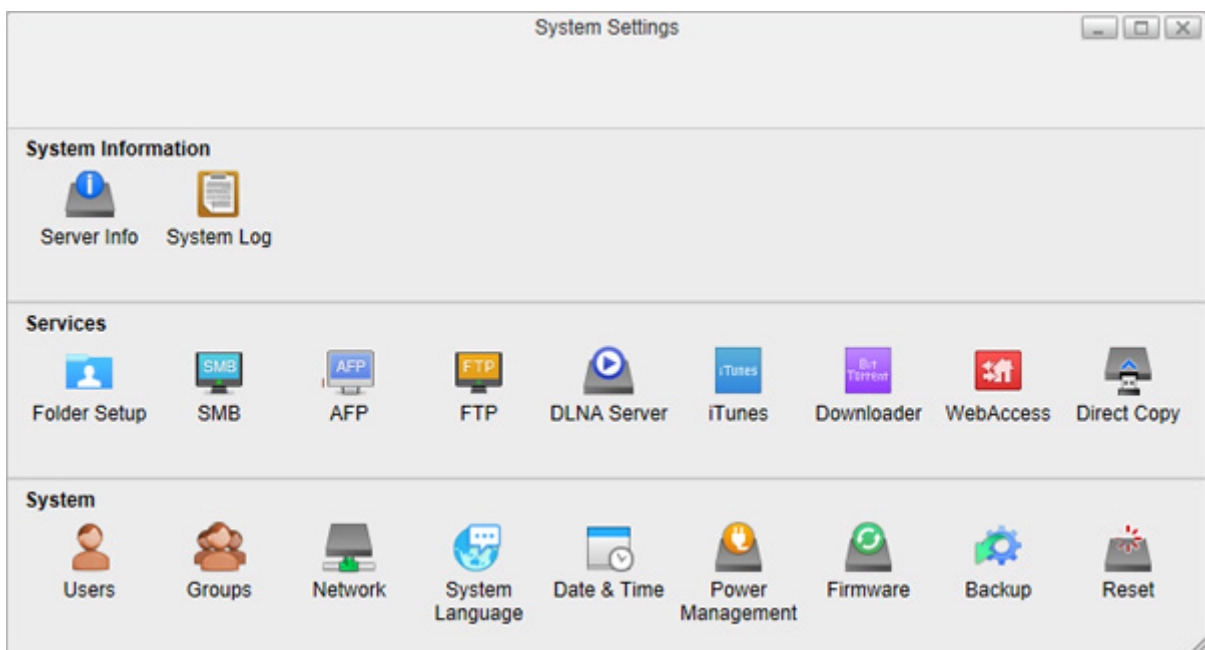 System Settings
System Information
Server Info System Log
Services
SMB AFP FTP iTunes Bit Torrent
Folder Setup SMB AFP FTP DLNA Server iTunes Downloader WebAccess Direct Copy
System
Users Groups Network System Language Date & Time Power Management Firmware Backup Reset